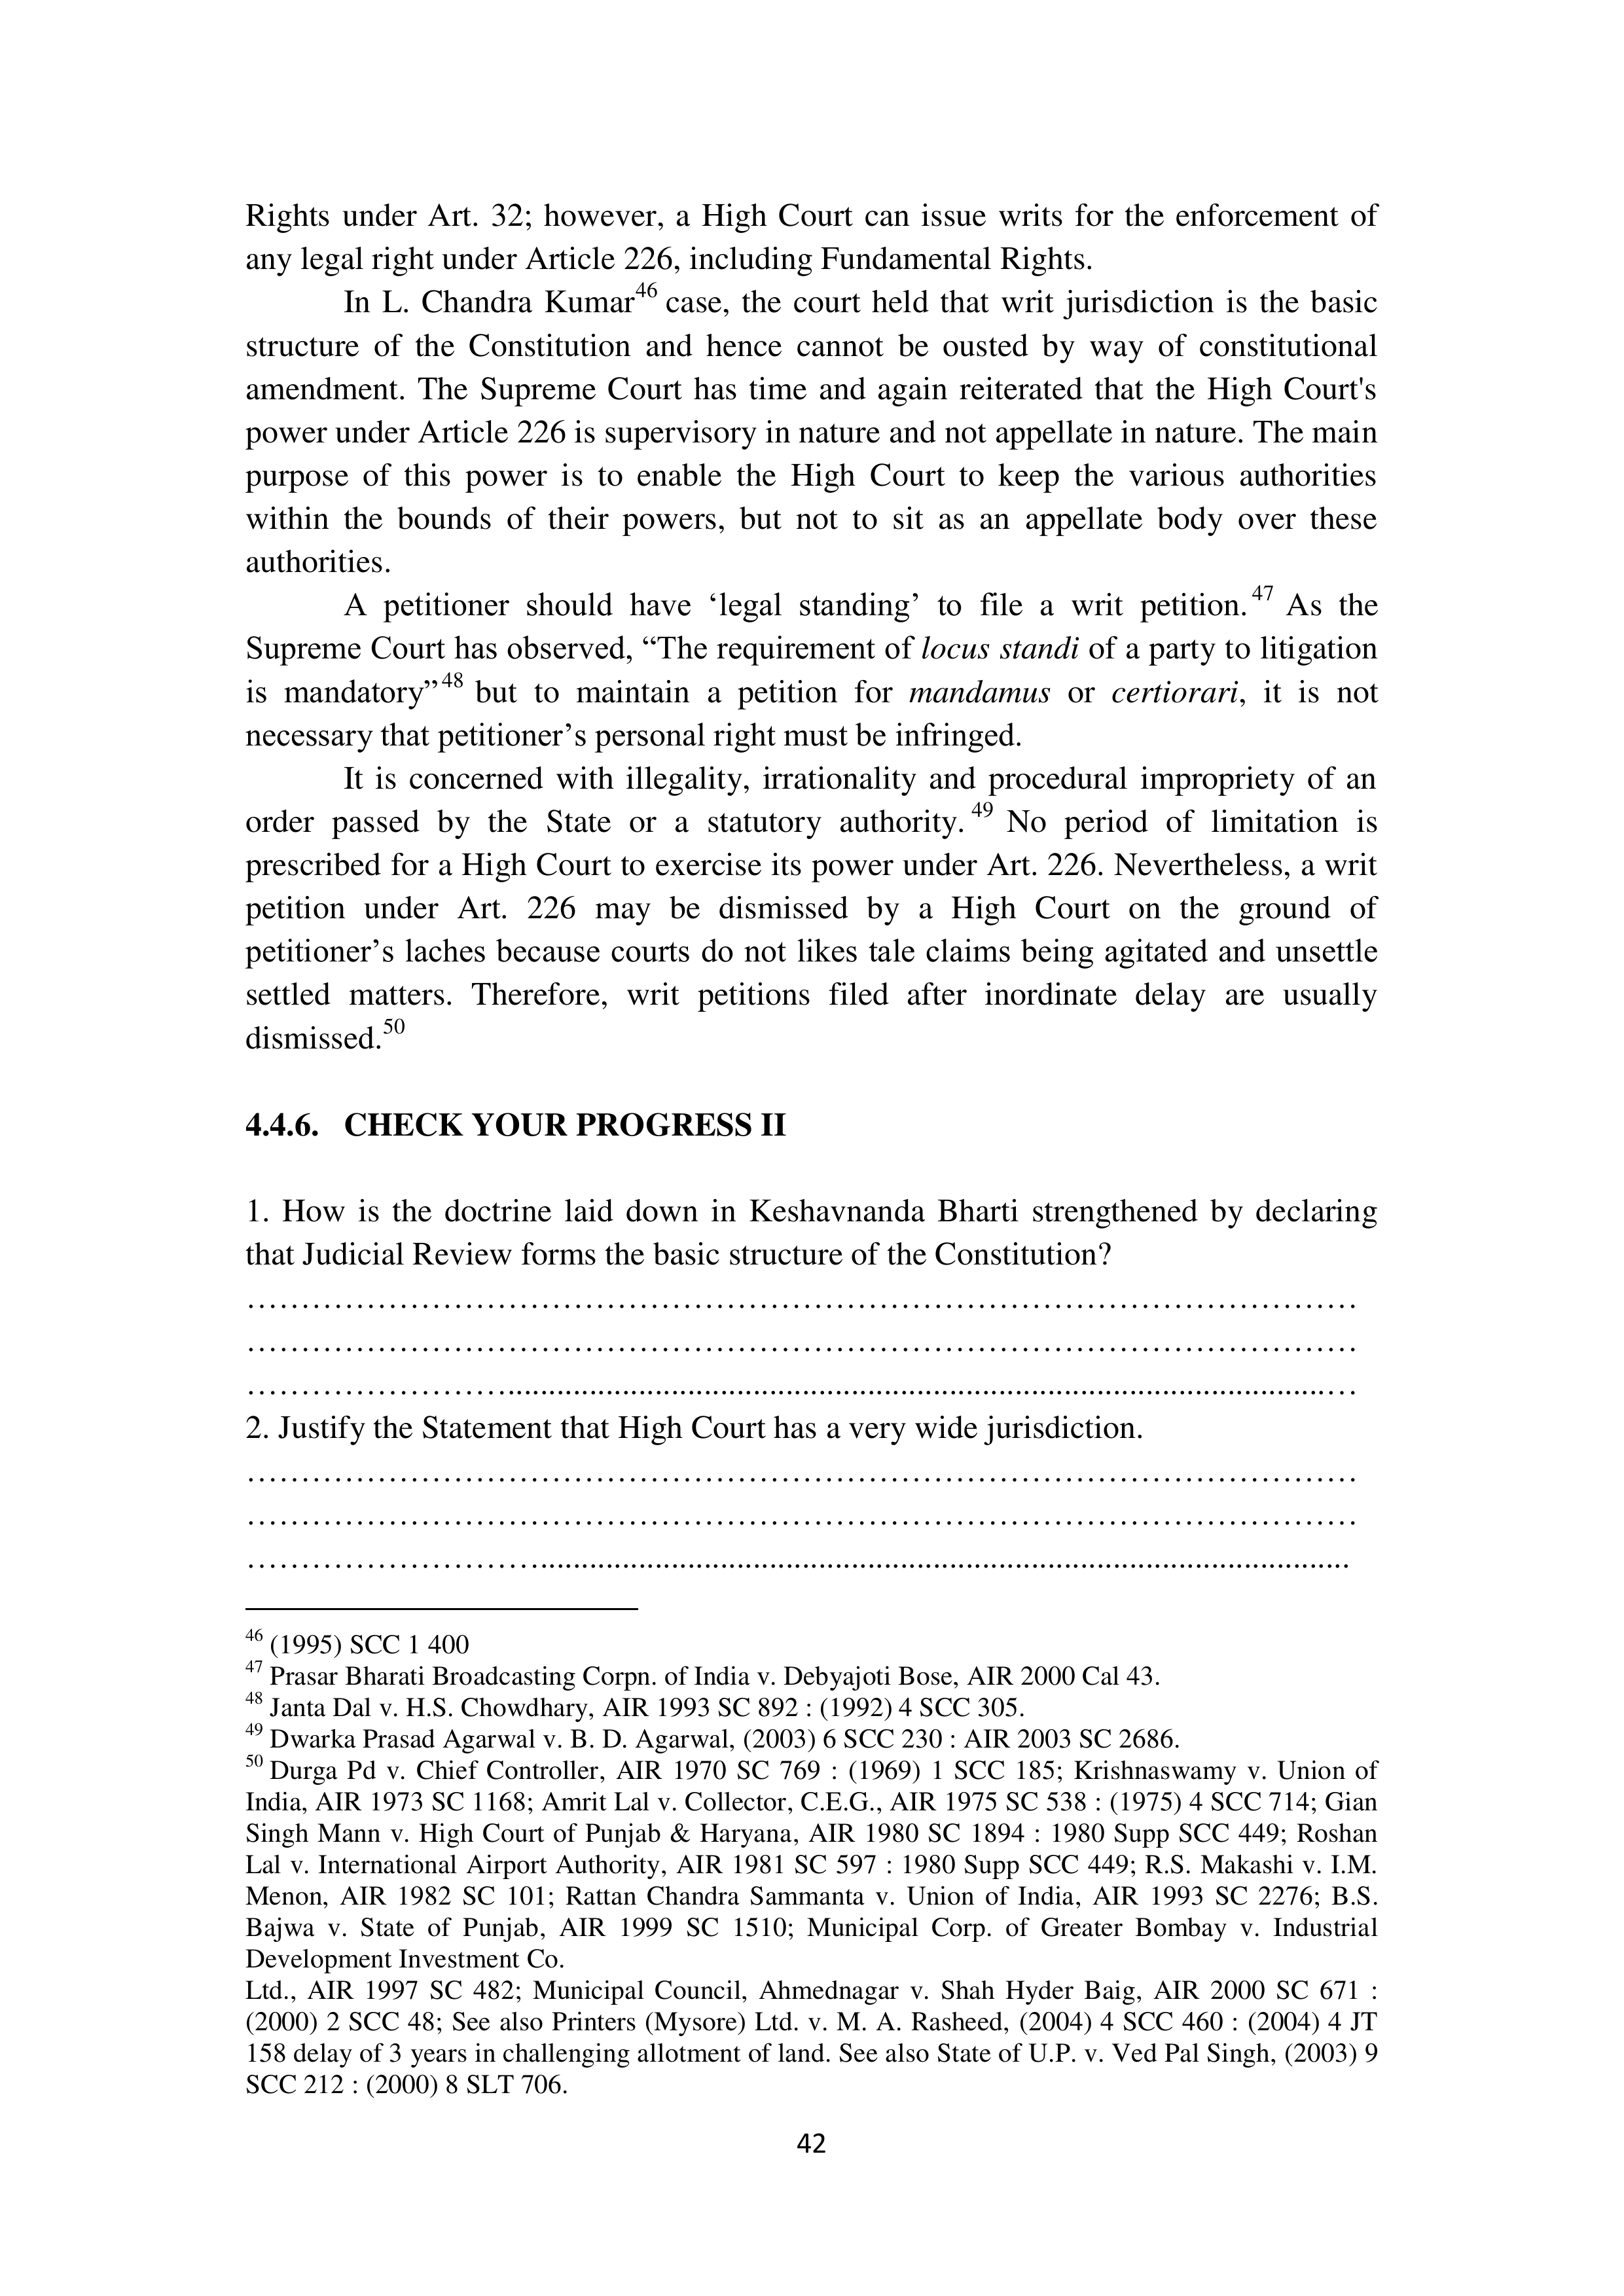 Rights under Art. 32; however, a High Court can issue writs for the enforcement of
any legal right under Article 226, including Fundamental Rights.
In L. Chandra Kumar46 case, the court held that writ jurisdiction is the basic
structure of the Constitution and hence cannot be ousted by way of constitutional
amendment. The Supreme Court has time and again reiterated that the High Court's
power under Article 226 is supervisory in nature and not appellate in nature. The main
purpose of this power is to enable the High Court to keep the various authorities
within the bounds of their powers, but not to sit as an appellate body over these
authorities.
A petitioner should have ‘legal standing’ to file a writ petition. 47 As the
Supreme Court has observed, “The requirement of locus standi of a party to litigation
is mandatory” 48 but to maintain a petition for mandamus or certiorari, it is not
necessary that petitioner’s personal right must be infringed.
It is concerned with illegality, irrationality and procedural impropriety of an
order passed by the State or a statutory authority. 49 No period of limitation is
prescribed for a High Court to exercise its power under Art. 226. Nevertheless, a writ
petition under Art. 226 may be dismissed by a High Court on the ground of
petitioner’s laches because courts do not likes tale claims being agitated and unsettle
settled matters. Therefore, writ petitions filed after inordinate delay are usually
dismissed.50
4.4.6. CHECK YOUR PROGRESS II
1. How is the doctrine laid down in Keshavnanda Bharti strengthened by declaring
that Judicial Review forms the basic structure of the Constitution?
…………………………………………………………………………………………
…………………………………………………………………………………………
……………………..........................................................................................................…
2. Justify the Statement that High Court has a very wide jurisdiction.
…………………………………………………………………………………………
…………………………………………………………………………………………
………………………..........................................................................................................
46 (1995) SCC 1 400
47 Prasar Bharati Broadcasting Corpn. of India v. Debyajoti Bose, AIR 2000 Cal 43.
48 Janta Dal v. H.S. Chowdhary, AIR 1993 SC 892 : (1992) 4 SCC 305.
49 Dwarka Prasad Agarwal v. B. D. Agarwal, (2003) 6 SCC 230 : AIR 2003 SC 2686.
50 Durga Pd v. Chief Controller, AIR 1970 SC 769 : (1969) 1 SCC 185; Krishnaswamy v. Union of
India, AIR 1973 SC 1168; Amrit Lal v. Collector, C.E.G., AIR 1975 SC 538 : (1975) 4 SCC 714; Gian
Singh Mann v. High Court of Punjab & Haryana, AIR 1980 SC 1894 : 1980 Supp SCC 449; Roshan
Lal v. International Airport Authority, AIR 1981 SC 597 : 1980 Supp SCC 449; R.S. Makashi v. I.M.
Menon, AIR 1982 SC 101; Rattan Chandra Sammanta v. Union of India, AIR 1993 SC 2276; B.S.
Bajwa v. State of Punjab, AIR 1999 SC 1510; Municipal Corp. of Greater Bombay v. Industrial
Development Investment Co.
Ltd., AIR 1997 SC 482; Municipal Council, Ahmednagar v. Shah Hyder Baig, AIR 2000 SC 671 :
(2000) 2 SCC 48; See also Printers (Mysore) Ltd. v. M. A. Rasheed, (2004) 4 SCC 460 : (2004) 4 JT
158 delay of 3 years in challenging allotment of land. See also State of U.P. v. Ved Pal Singh, (2003) 9
SCC 212 : (2000) 8 SLT 706.
42